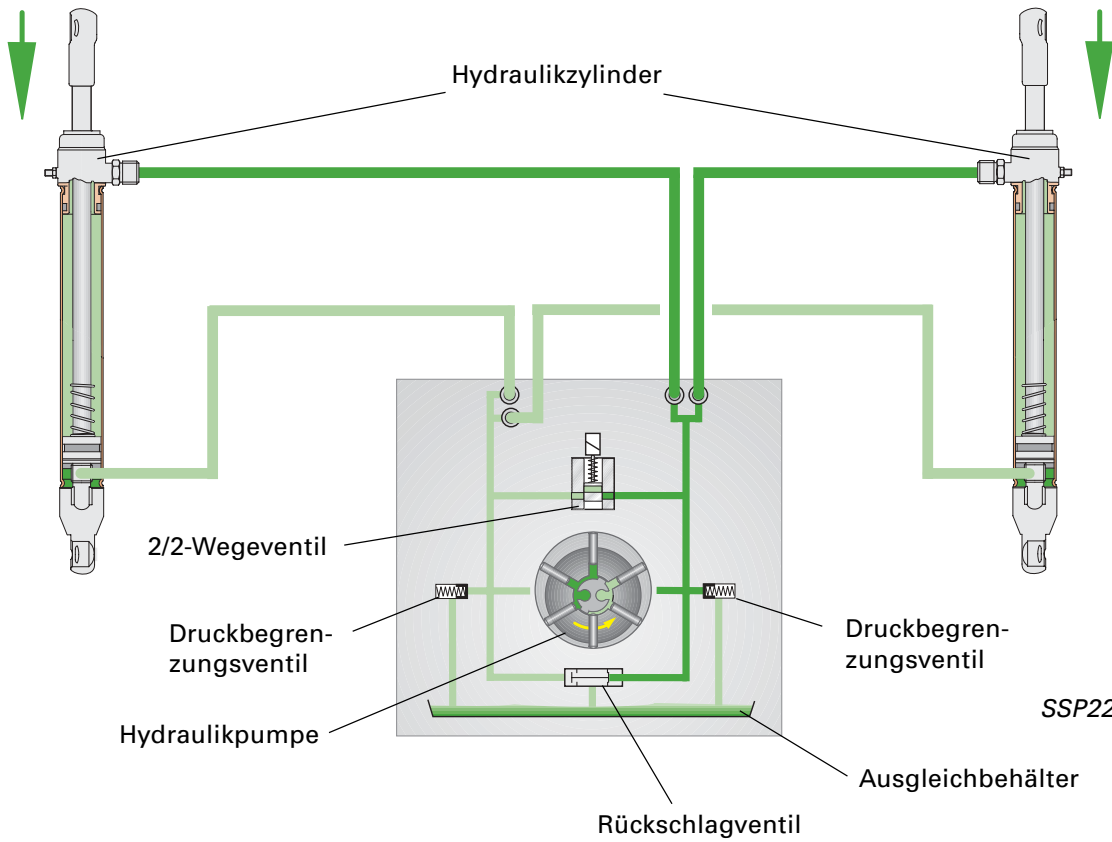 Hydraulikzylinder
2/2-Wegeventil
Druckbegren-
zungsventil
Druckbegren-
zungsventil
SSP22
Hydraulikpumpe
Ausgleichbehälter
Rückschlagventil